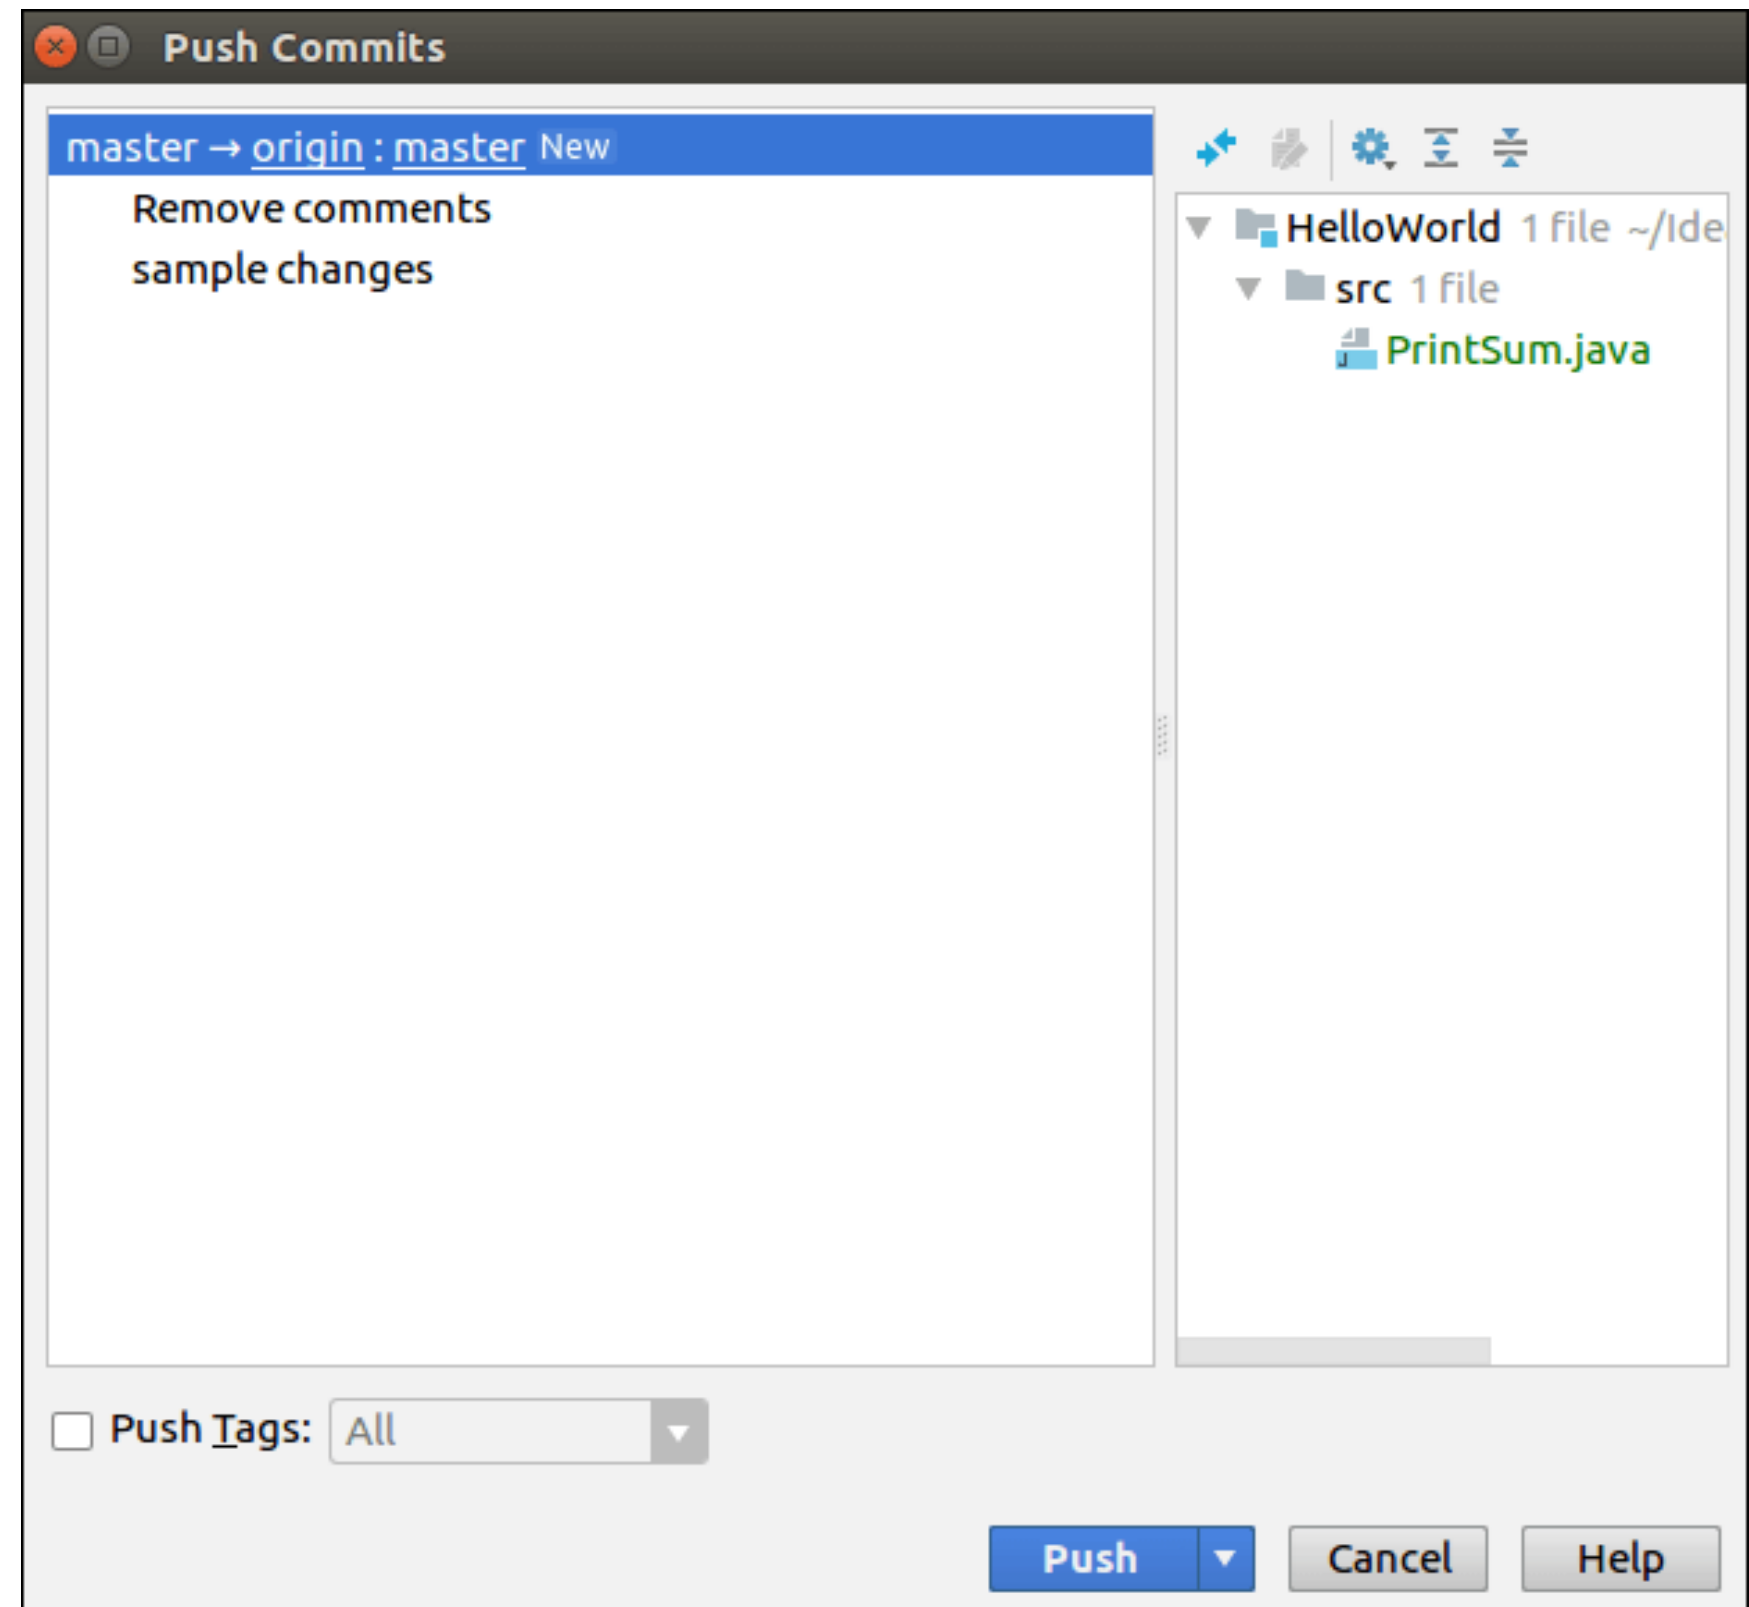 Push Commits
master → origin : master New
Remove comments
sample changes
HelloWorld 1 file ~/Ide
src 1 file
PrintSum.java
Push Tags: All
Push Cancel Help